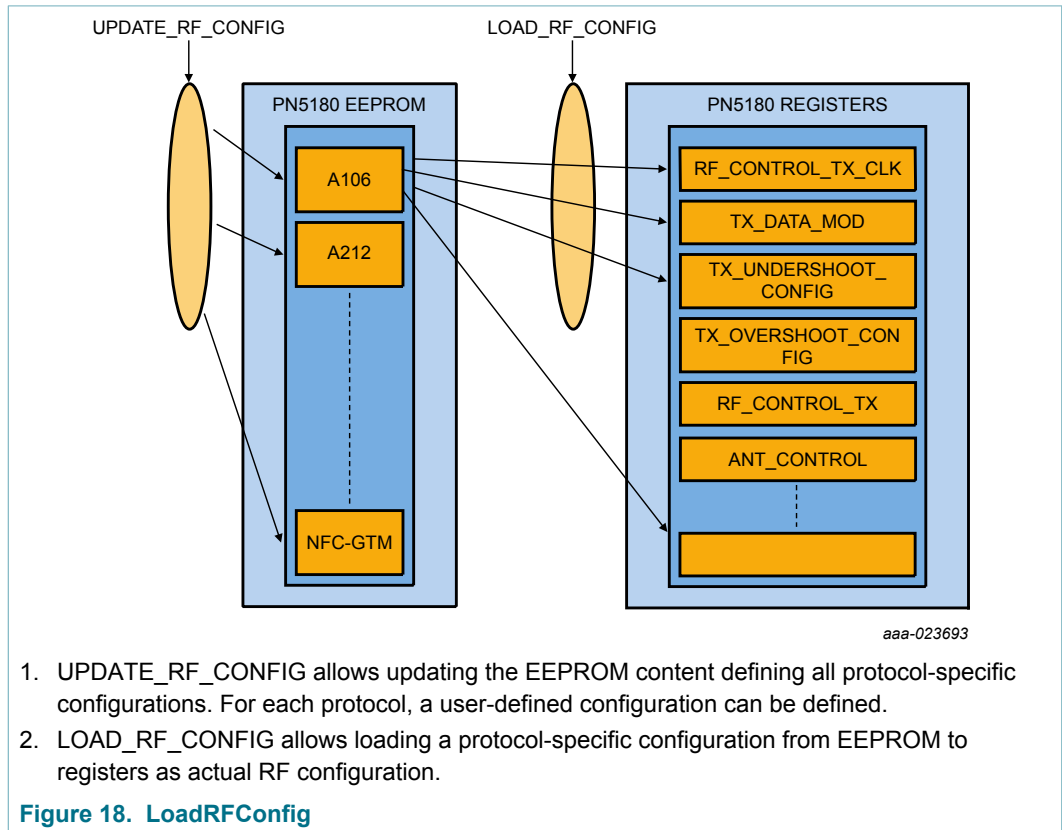 UPDATE_RF_CONFIG
LOAD_RF_CONFIG
PN5180 EEPROM
PN5180 REGISTERS
A106
A212
NFC-GTM
RF_CONTROL_TX_CLK
TX_DATA_MOD
TX_UNDERSHOOT_
CONFIG
TX_OVERSHOOT_CON
FIG
RF_CONTROL_TX
ANT_CONTROL
aaa-023693
1. UPDATE_RF_CONFIG allows updating the EEPROM content defining all protocol-specific
configurations. For each protocol, a user-defined configuration can be defined.
2. LOAD_RF_CONFIG allows loading a protocol-specific configuration from EEPROM to
registers as actual RF configuration.
Figure 18. LoadRFConfig